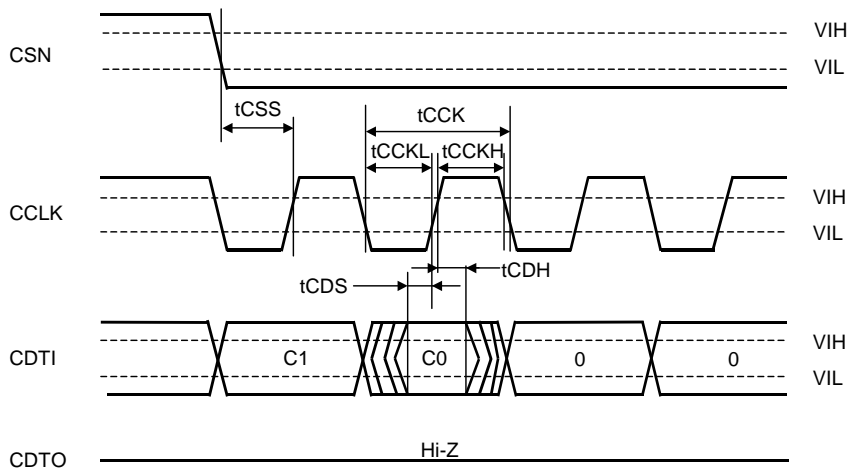 CSN
VIH
VIL
tCSS
tCCK
tCCKL
tCCKH
CCLK
VIH
VIL
tCDS
tCDH
CDTI
C1
C0
0
0
VIH
VIL
CDTO
Hi-Z